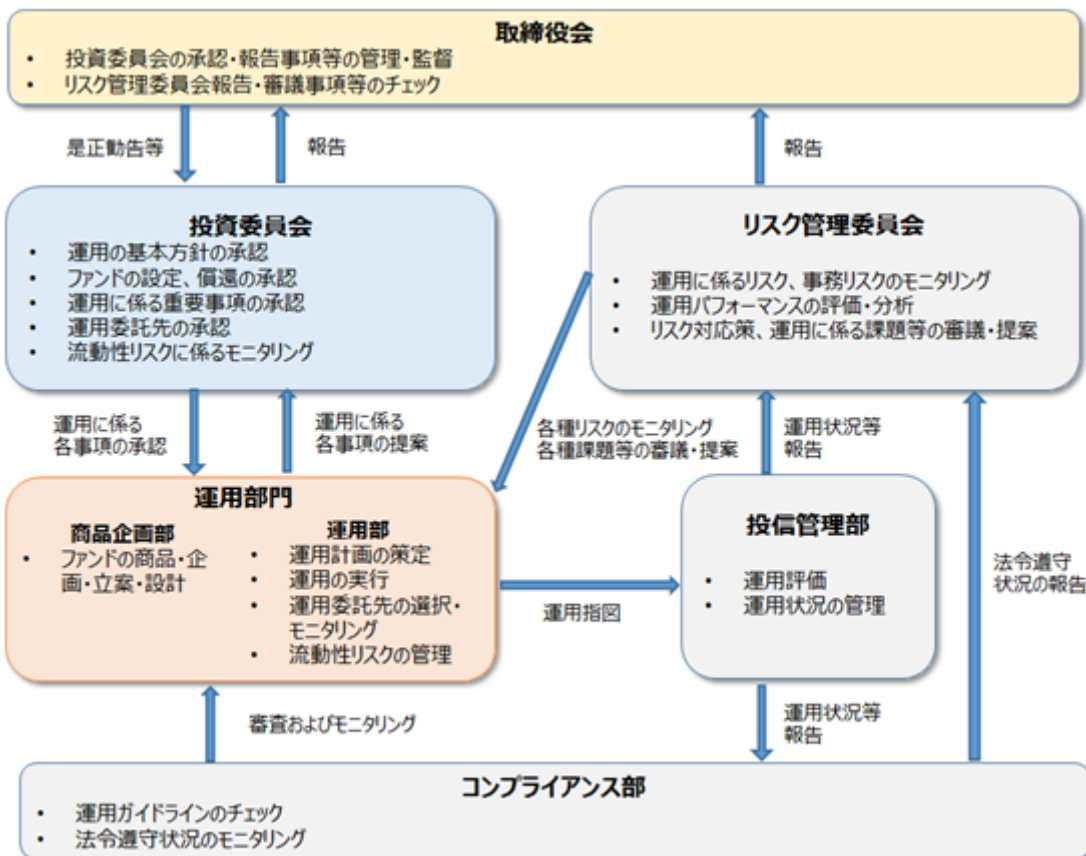 取締役会
・ 投資委員会の承認・報告事項等の管理・監督
・ リスク管理委員会報告・審議事項等のチェック
是正勧告等
報告
報告
投資委員会
・ 運用の基本方針の承認
・ ファンドの設定、償還の承認
・ 運用に係る重要事項の承認
・ 運用委託先の承認
・ 流動性リスクに係るモニタリング
リスク管理委員会
・ 運用に係るリスク、事務リスクのモニタリング
・ 運用パフォーマンスの評価・分析
・ リスク対応策、運用に係る課題等の審議・提案
運用に係る
各事項の承認
運用に係る
各事項の提案
各種リスクのモニタリング
各種課題等の審議・提案
運用状況等
報告
運用部門
商品企画部
・ ファンドの商品・企
画・立案・設計
運用部
・ 運用計画の策定
・ 運用の実行
・ 運用委託先の選択・
モニタリング
・ 流動性リスクの管理
運用指図
投信管理部
・ 運用評価
・ 運用状況の管理
法令遵守
状況の報告
審査およびモニタリング
運用状況等
報告
コンプライアンス部
・ 運用ガイドラインのチェック
・ 法令遵守状況のモニタリング